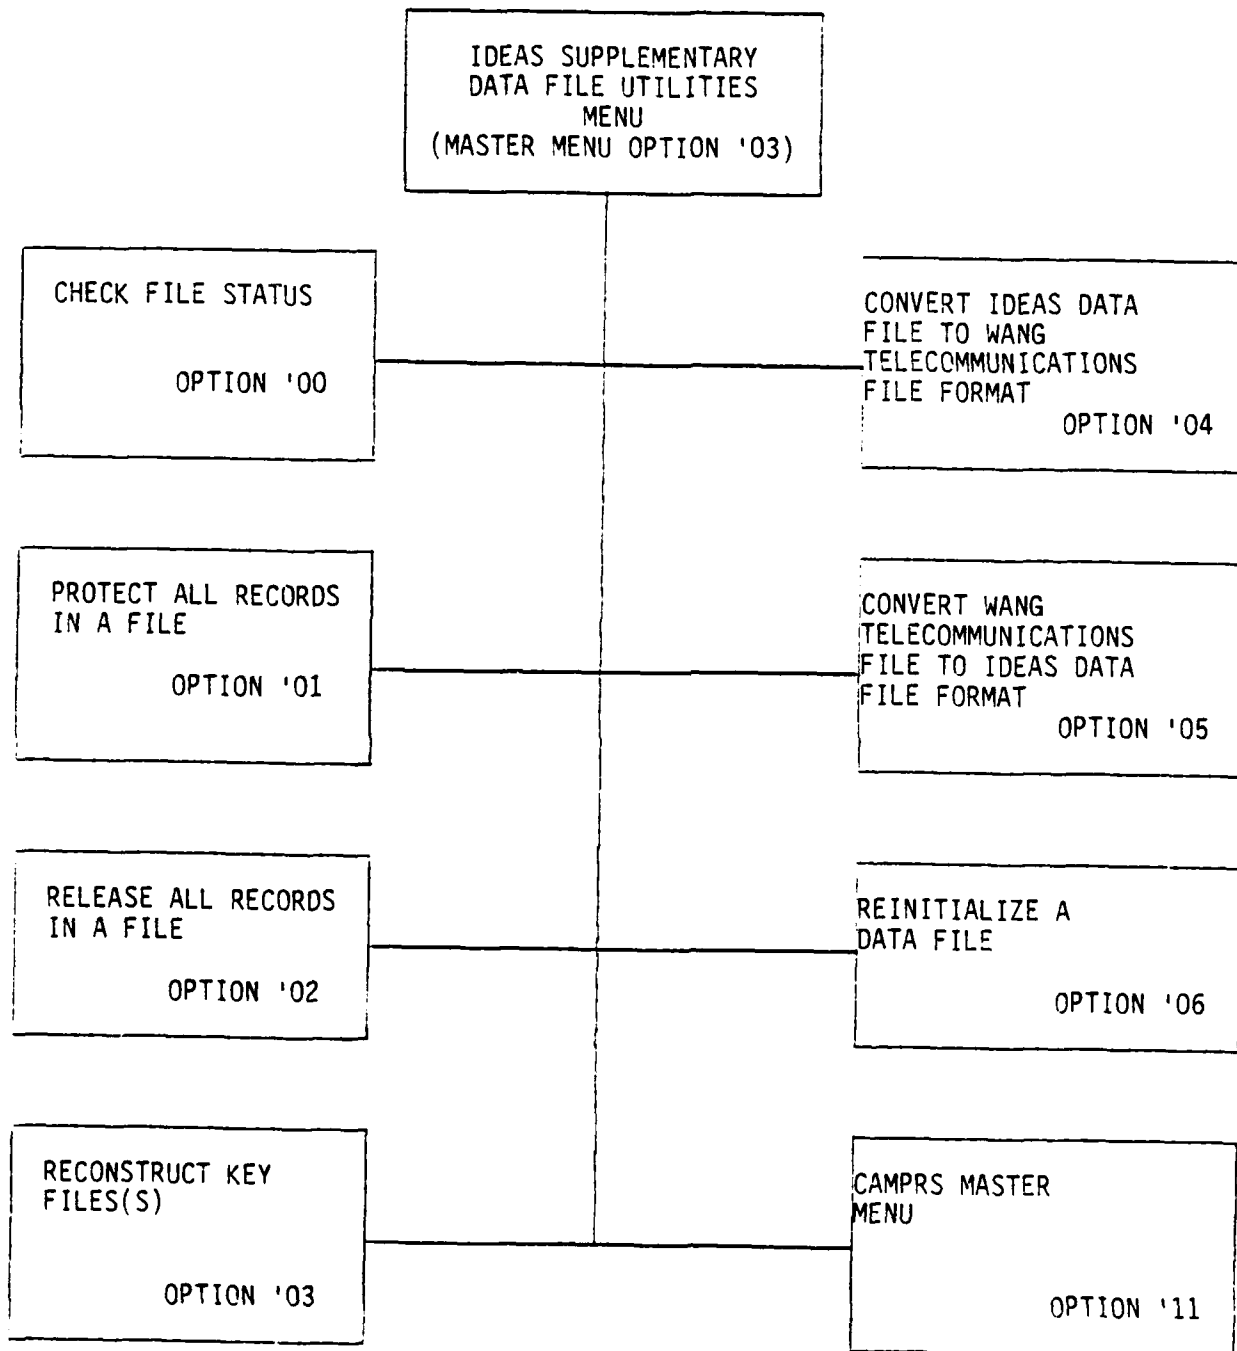 IDEAS SUPPLEMENTARY
DATA FILE UTILITIES
MENU
(MASTER MENU OPTION '03)
CHECK FILE STATUS
OPTION '00
CONVERT IDEAS DATA
FILE TO WANG
TELECOMMUNICATIONS
FILE FORMAT
OPTION '04
PROTECT ALL RECORDS
IN A FILE
OPTION '01
CONVERT WANG
TELECOMMUNICATIONS
FILE TO IDEAS DATA
FILE FORMAT
OPTION '05
RELEASE ALL RECORDS
IN A FILE
OPTION '02
REINITIALIZE A
DATA FILE
OPTION '06
RECONSTRUCT KEY
FILES(S)
OPTION '03
CAMPRS MASTER
MENU
OPTION '11